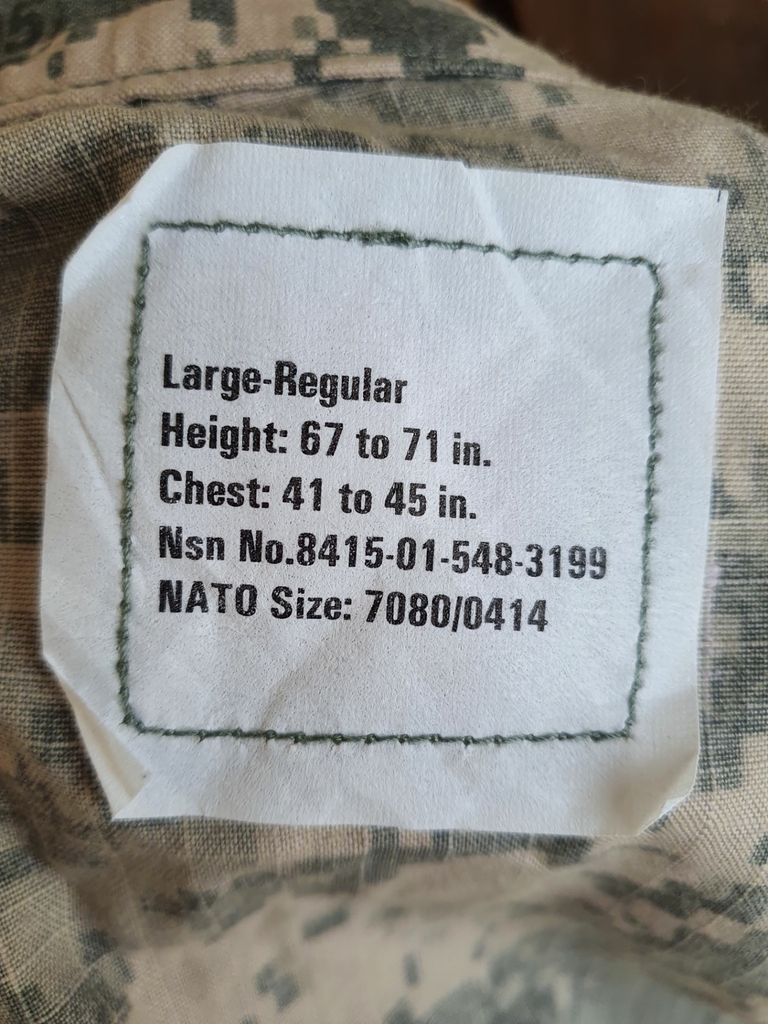 Large-Regular
Height: 67 to 71 in.
Chest: 41 to 45 in.
Nsn No.8415-01-548-3199
NATO Size: 7080/0414